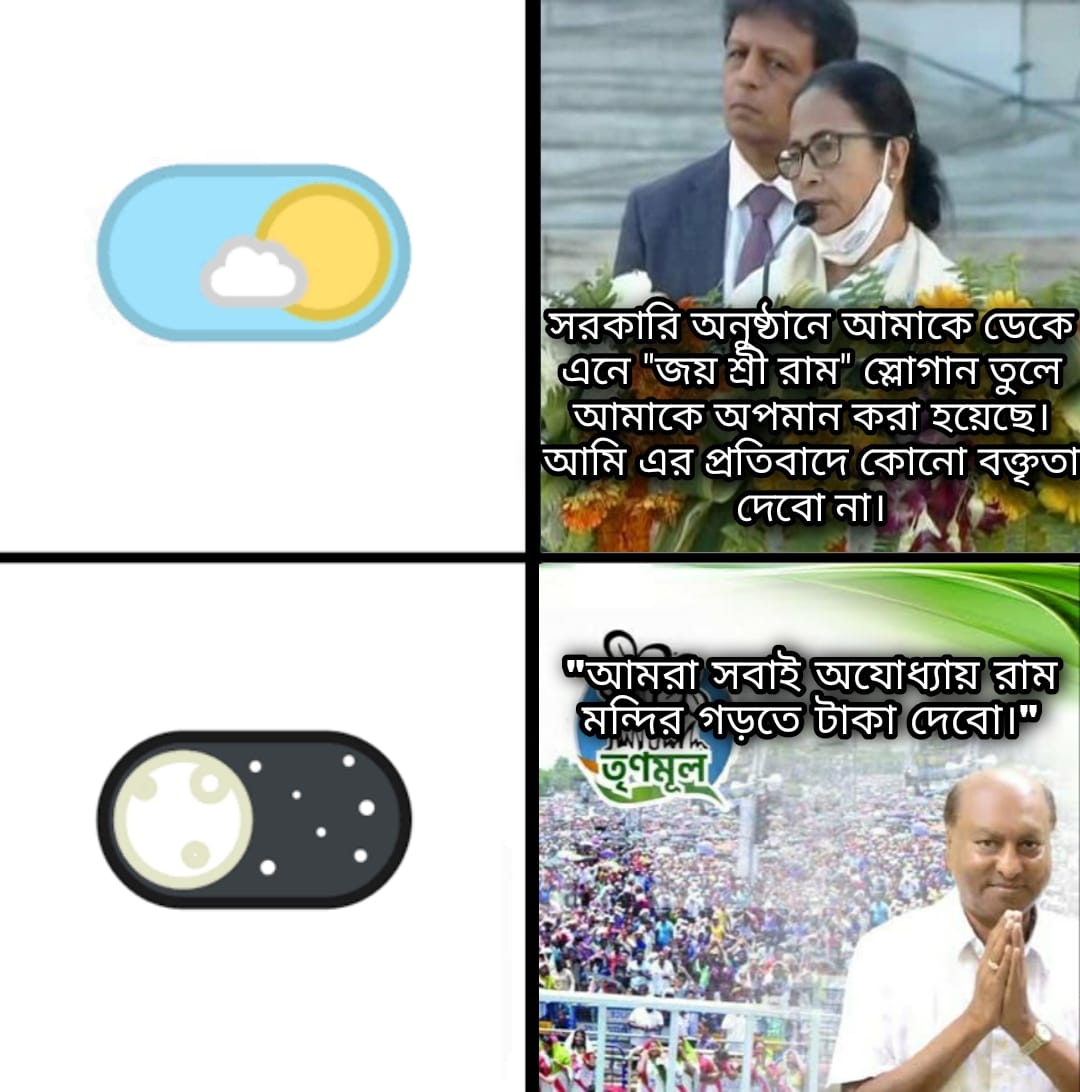 সরকারি অনুষ্ঠানে আমাকে ডেকে
এনে "জয় শ্রী রাম" স্লোগান তুলে
আমাকে অপমান করা হয়েছে।
আমি এর প্রতিবাদে কোনো বক্তৃতা
দেবো না।
"আমরা সবাই অযোধ্যায় রাম
মন্দির গড়তে টাকা দেবো।"
তৃণমূল